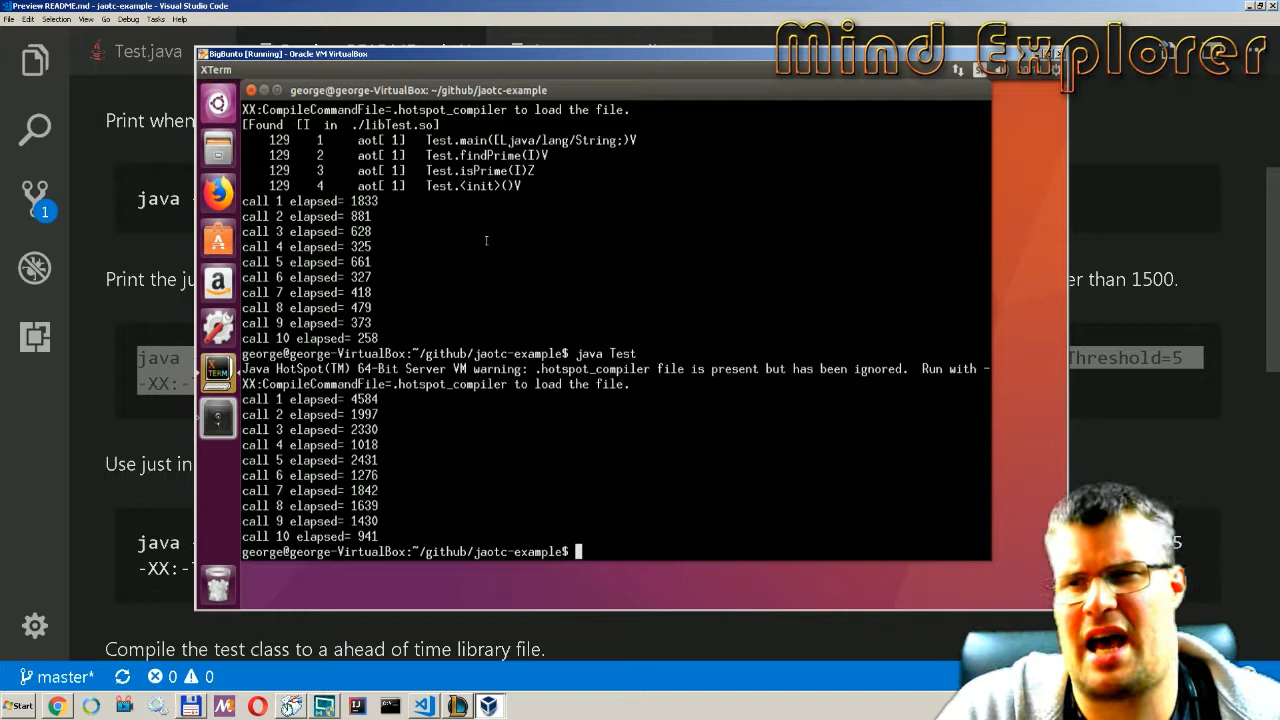 Preview README.md - jaotc-example - Visual Studio Code
File Edit Selection View Go Debug Tasks Help
Mind Explorer
Test.java
BigBunto [Running] - Oracle VM VirtualBox
XTerm
george@george-VirtualBox: ~/github/jaotc-example
XX:CompileCommandFile=.hotspot_compiler to load the file.
[Found [I in ./libTest.so]
129 1 aot[ 1] Test.main([Ljava/lang/String;)V
129 2 aot[ 1] Test.findPrime(I)V
129 3 aot[ 1] Test.isPrime(I)Z
129 4 aot[ 1] Test.<init>()V
call 1 elapsed= 1833
call 2 elapsed= 881
call 3 elapsed= 628
call 4 elapsed= 325
call 5 elapsed= 661
call 6 elapsed= 327
call 7 elapsed= 418
call 8 elapsed= 479
call 9 elapsed= 373
call 10 elapsed= 258
george@george-VirtualBox:~/github/jaotc-example$ java Test
Java HotSpot(TM) 64-Bit Server VM warning: .hotspot_compiler file is present but has been ignored. Run with -
XX:CompileCommandFile=.hotspot_compiler to load the file.
call 1 elapsed= 4584
call 2 elapsed= 1997
call 3 elapsed= 2330
call 4 elapsed= 1018
call 5 elapsed= 2431
call 6 elapsed= 1276
call 7 elapsed= 1842
call 8 elapsed= 1639
call 9 elapsed= 1430
call 10 elapsed= 941
george@george-VirtualBox:~/github/jaotc-example$
Print when
java -
Print the ju
er than 1500.
java -
Threshold=5
-XX:-T
Use just in
java -
5
-XX:-T
Compile the test class to a ahead of time library file.
1
master* 0 0
Start